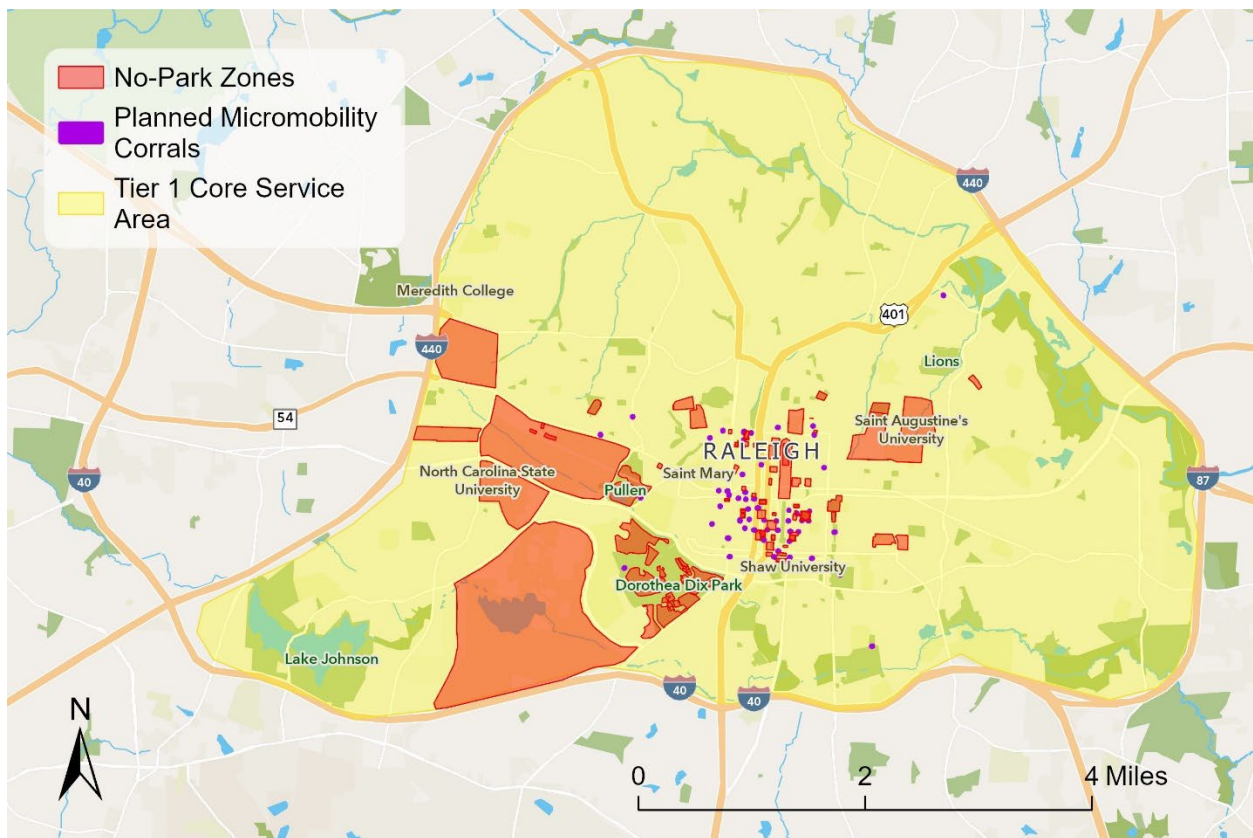 No-Park Zones
Planned Micromobility
Corrals
Tier 1 Core Service
Area
440
Meredith College
401
440
Lions
54
Saint Augustine's
University
RALEIGH
North Carolina State
University
Saint Mary'
Pullen
40
87
Shaw University
Dorothea Dix Park
Lake Johnson
40
40
N
0
2
4 Miles